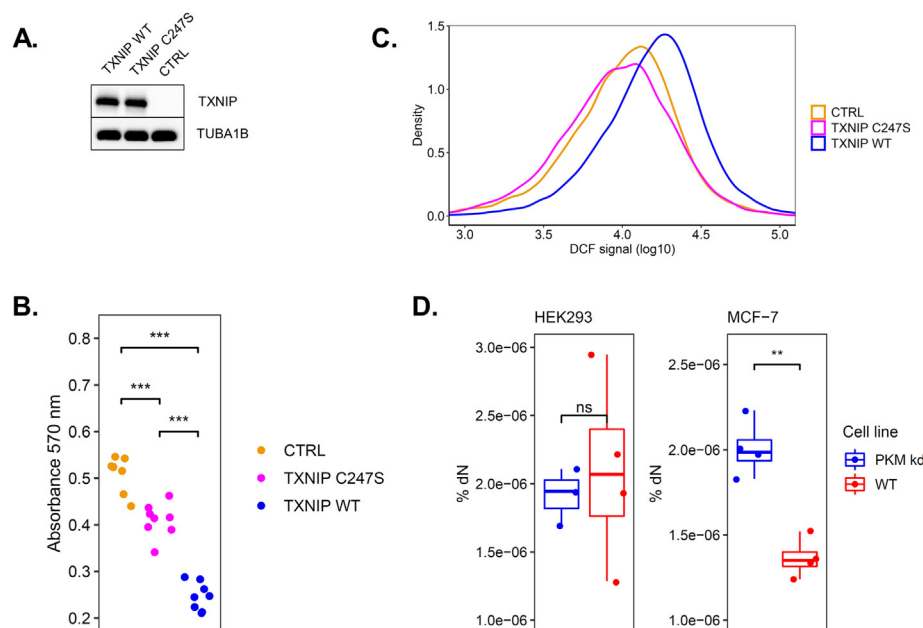 A.
TXNIP WT
TXNIP C247S
CTRL
TXNIP
TUBA1B
C.
1.5
1.0
0.5
0.0
Density
3.0
3.5
4.0
4.5
5.0
DCF signal (log10)
CTRL
TXNIP C247S
TXNIP WT
B.
0.8
0.7
0.6
0.5
0.4
0.3
0.2
Absorbance 570 nm
***
***
***
CTRL
TXNIP C247S
TXNIP WT
D.
HEK293
3.0e−06
2.5e−06
2.0e−06
1.5e−06
1.0e−06
% dN
ns
MCF−7
2.5e−06
2.0e−06
1.5e−06
1.0e−06
% dN
**
Cell line
PKM kd
WT